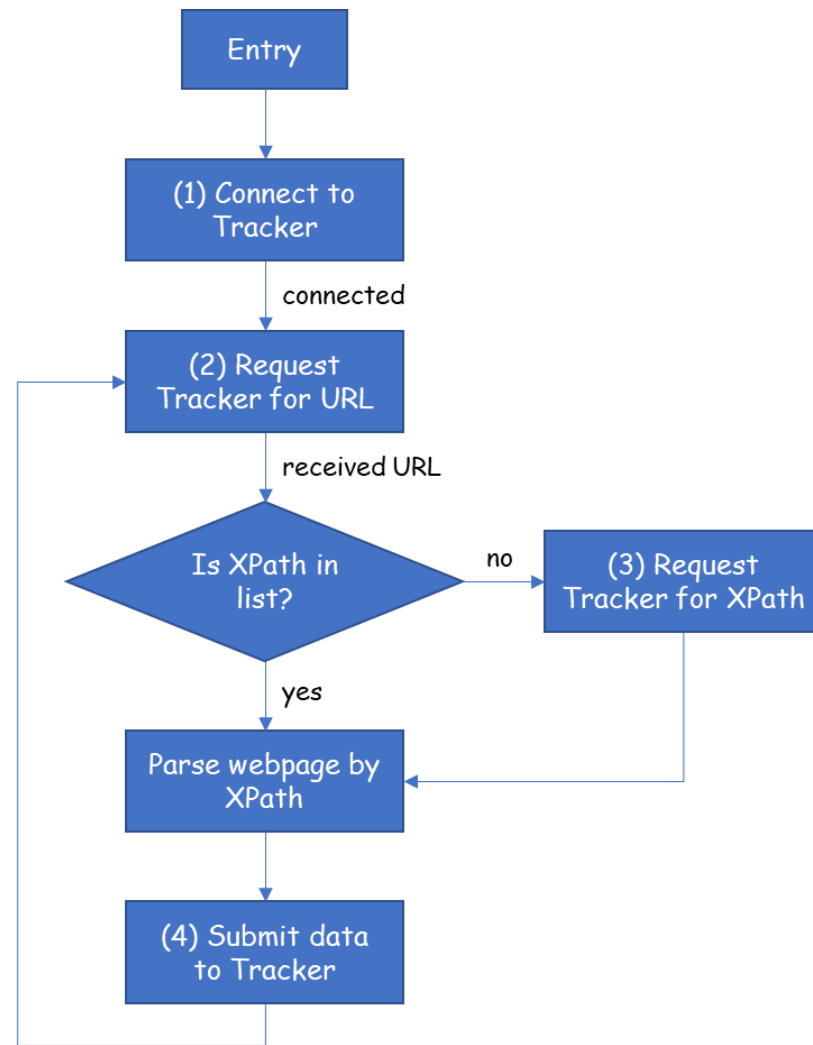 Entry
(1) Connect to
Tracker
connected
(2) Request
Tracker for URL
received URL
Is XPath in
list?
no
(3) Request
Tracker for XPath
yes
Parse webpage by
XPath
(4) Submit data
to Tracker